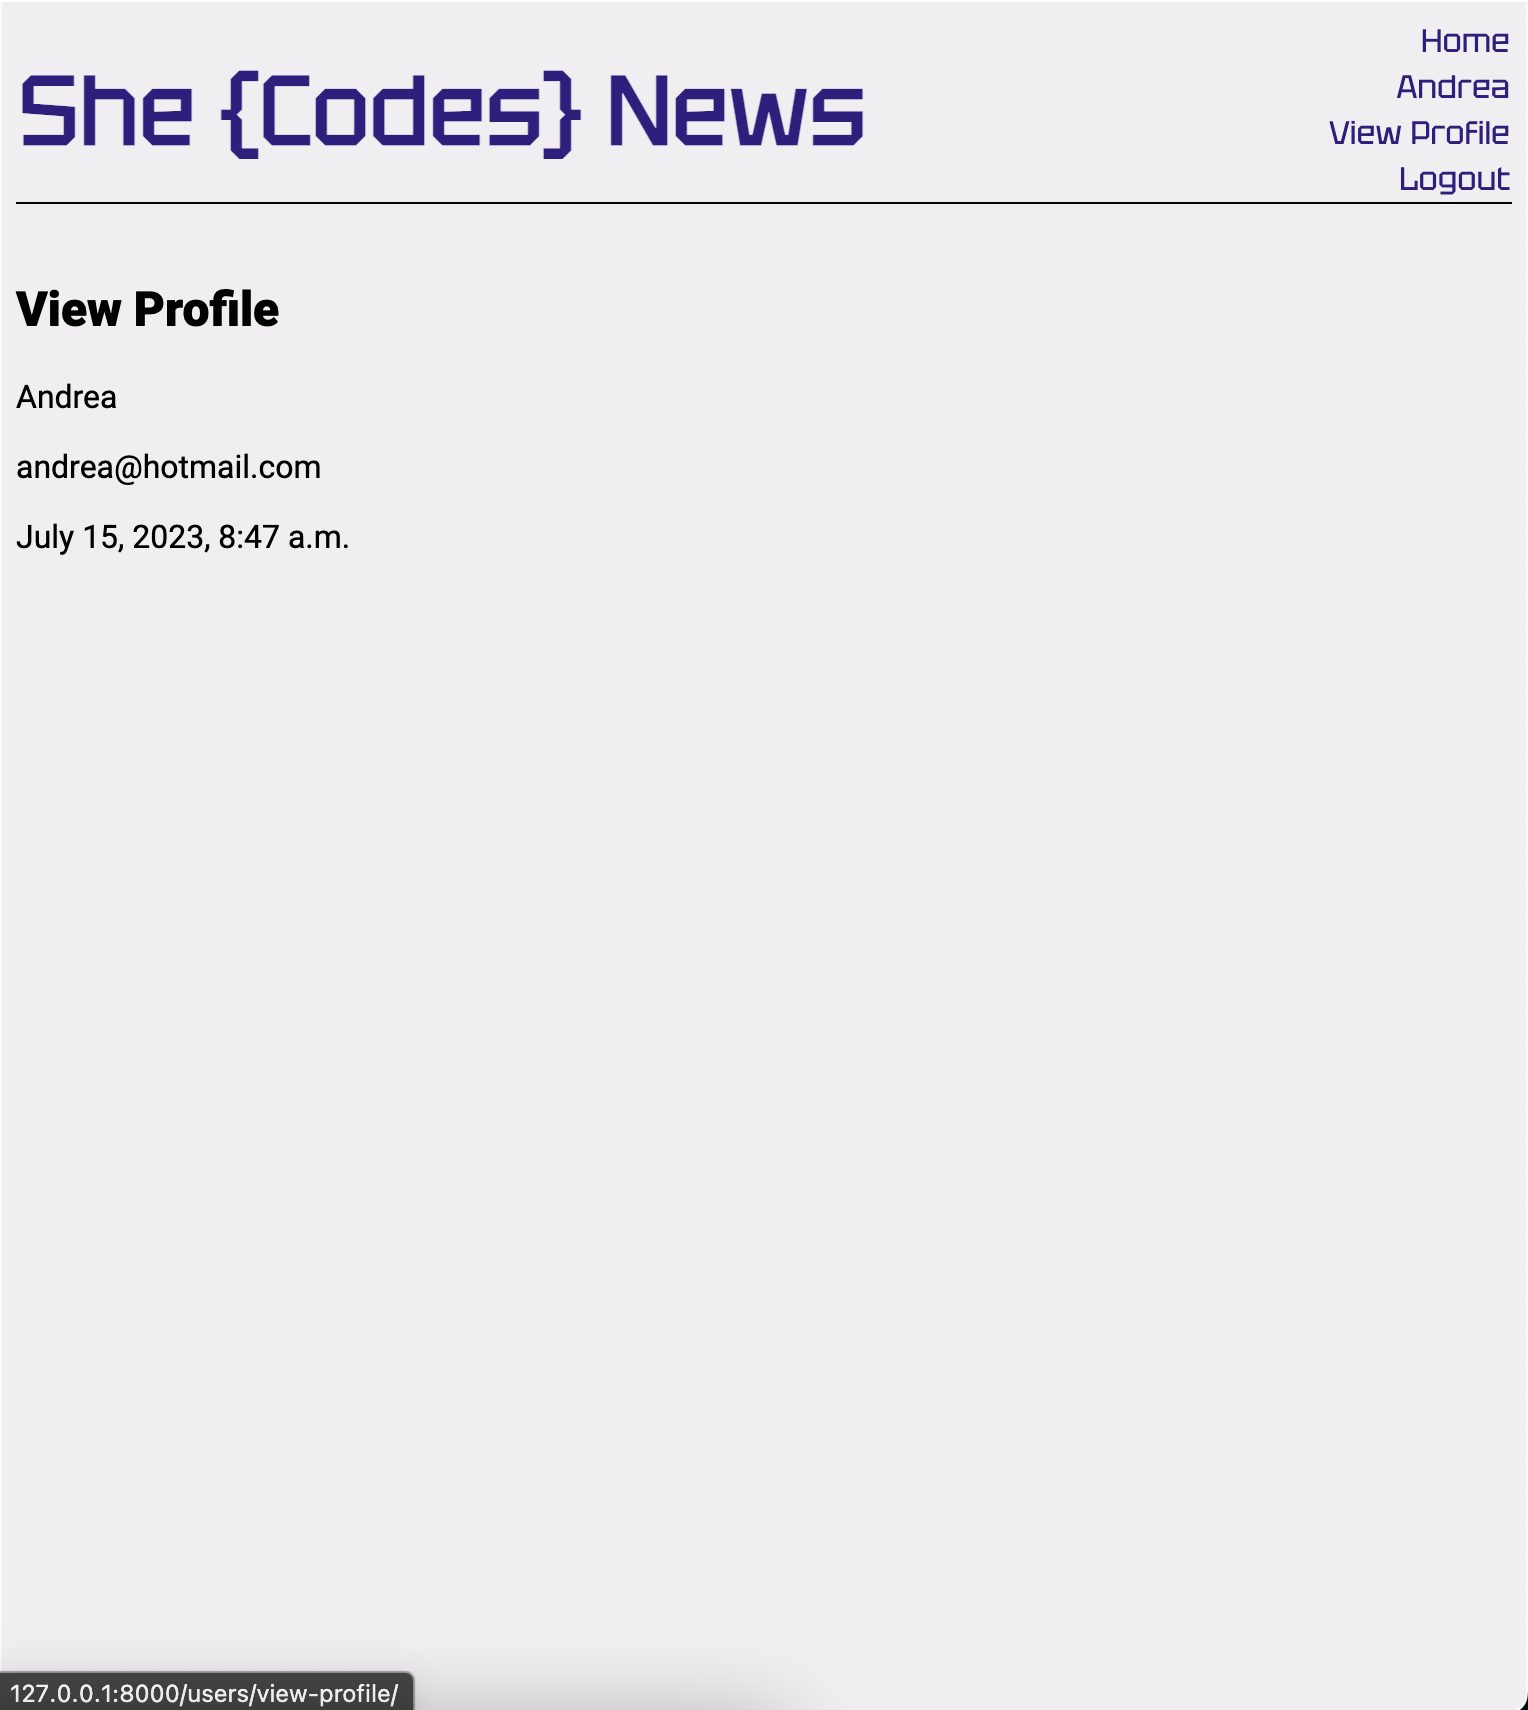 She {Codes} News
Home
Andrea
View Profile
Logout
View Profile
Andrea
andrea@hotmail.com
July 15, 2023, 8:47 a.m.
127.0.0.1:8000/users/view-profile/